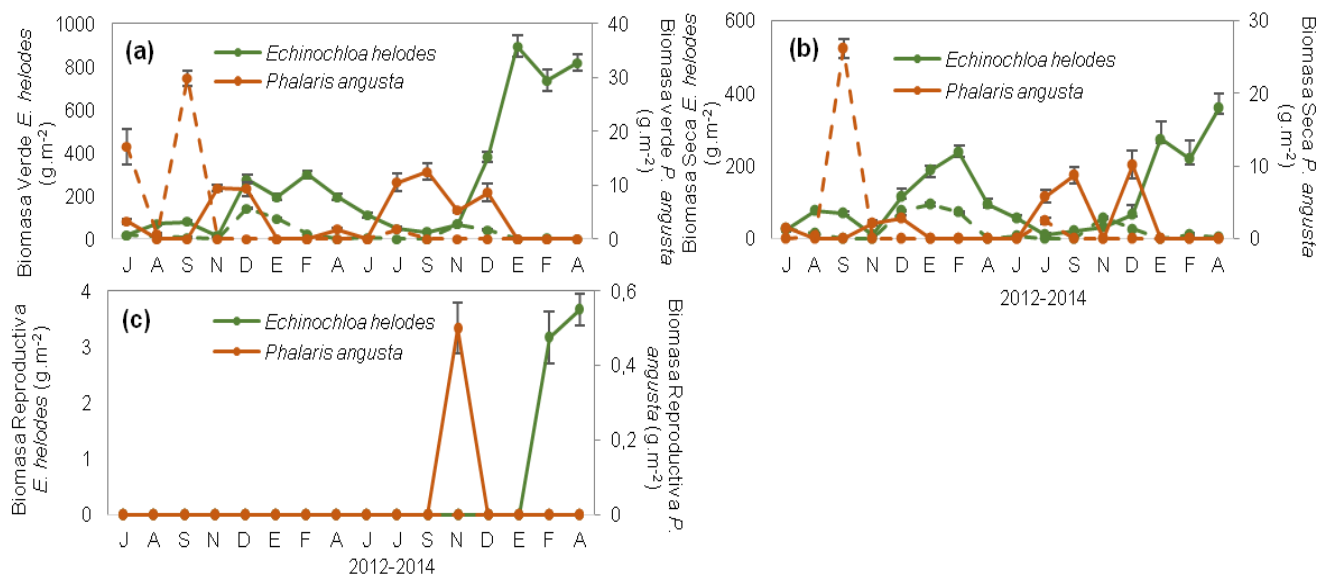 Biomasa Verde E. helodes
(g.m-2)
1000
800
600
400
200
0
(a)
Echinochloa helodes
Phalaris angusta
40
30
20
10
0
Biomasa verde P. angusta
(g.m-2)
J A S N D E F A J J S N D E F A
Biomasa Seca E. helodes
(g.m-2)
600
400
200
0
(b)
Echinochloa helodes
Phalaris angusta
30
20
10
0
Biomasa Seca P. angusta
(g.m-2)
J A S N D E F A J J S N D E F A
2012-2014
Biomasa Reproductiva
E. helodes (g.m-2)
4
3
2
1
0
(c)
Echinochloa helodes
Phalaris angusta
0,6
0,4
0,2
0
Biomasa Reproductiva P.
angusta (g.m-2)
J A S N D E F A J J S N D E F A
2012-2014